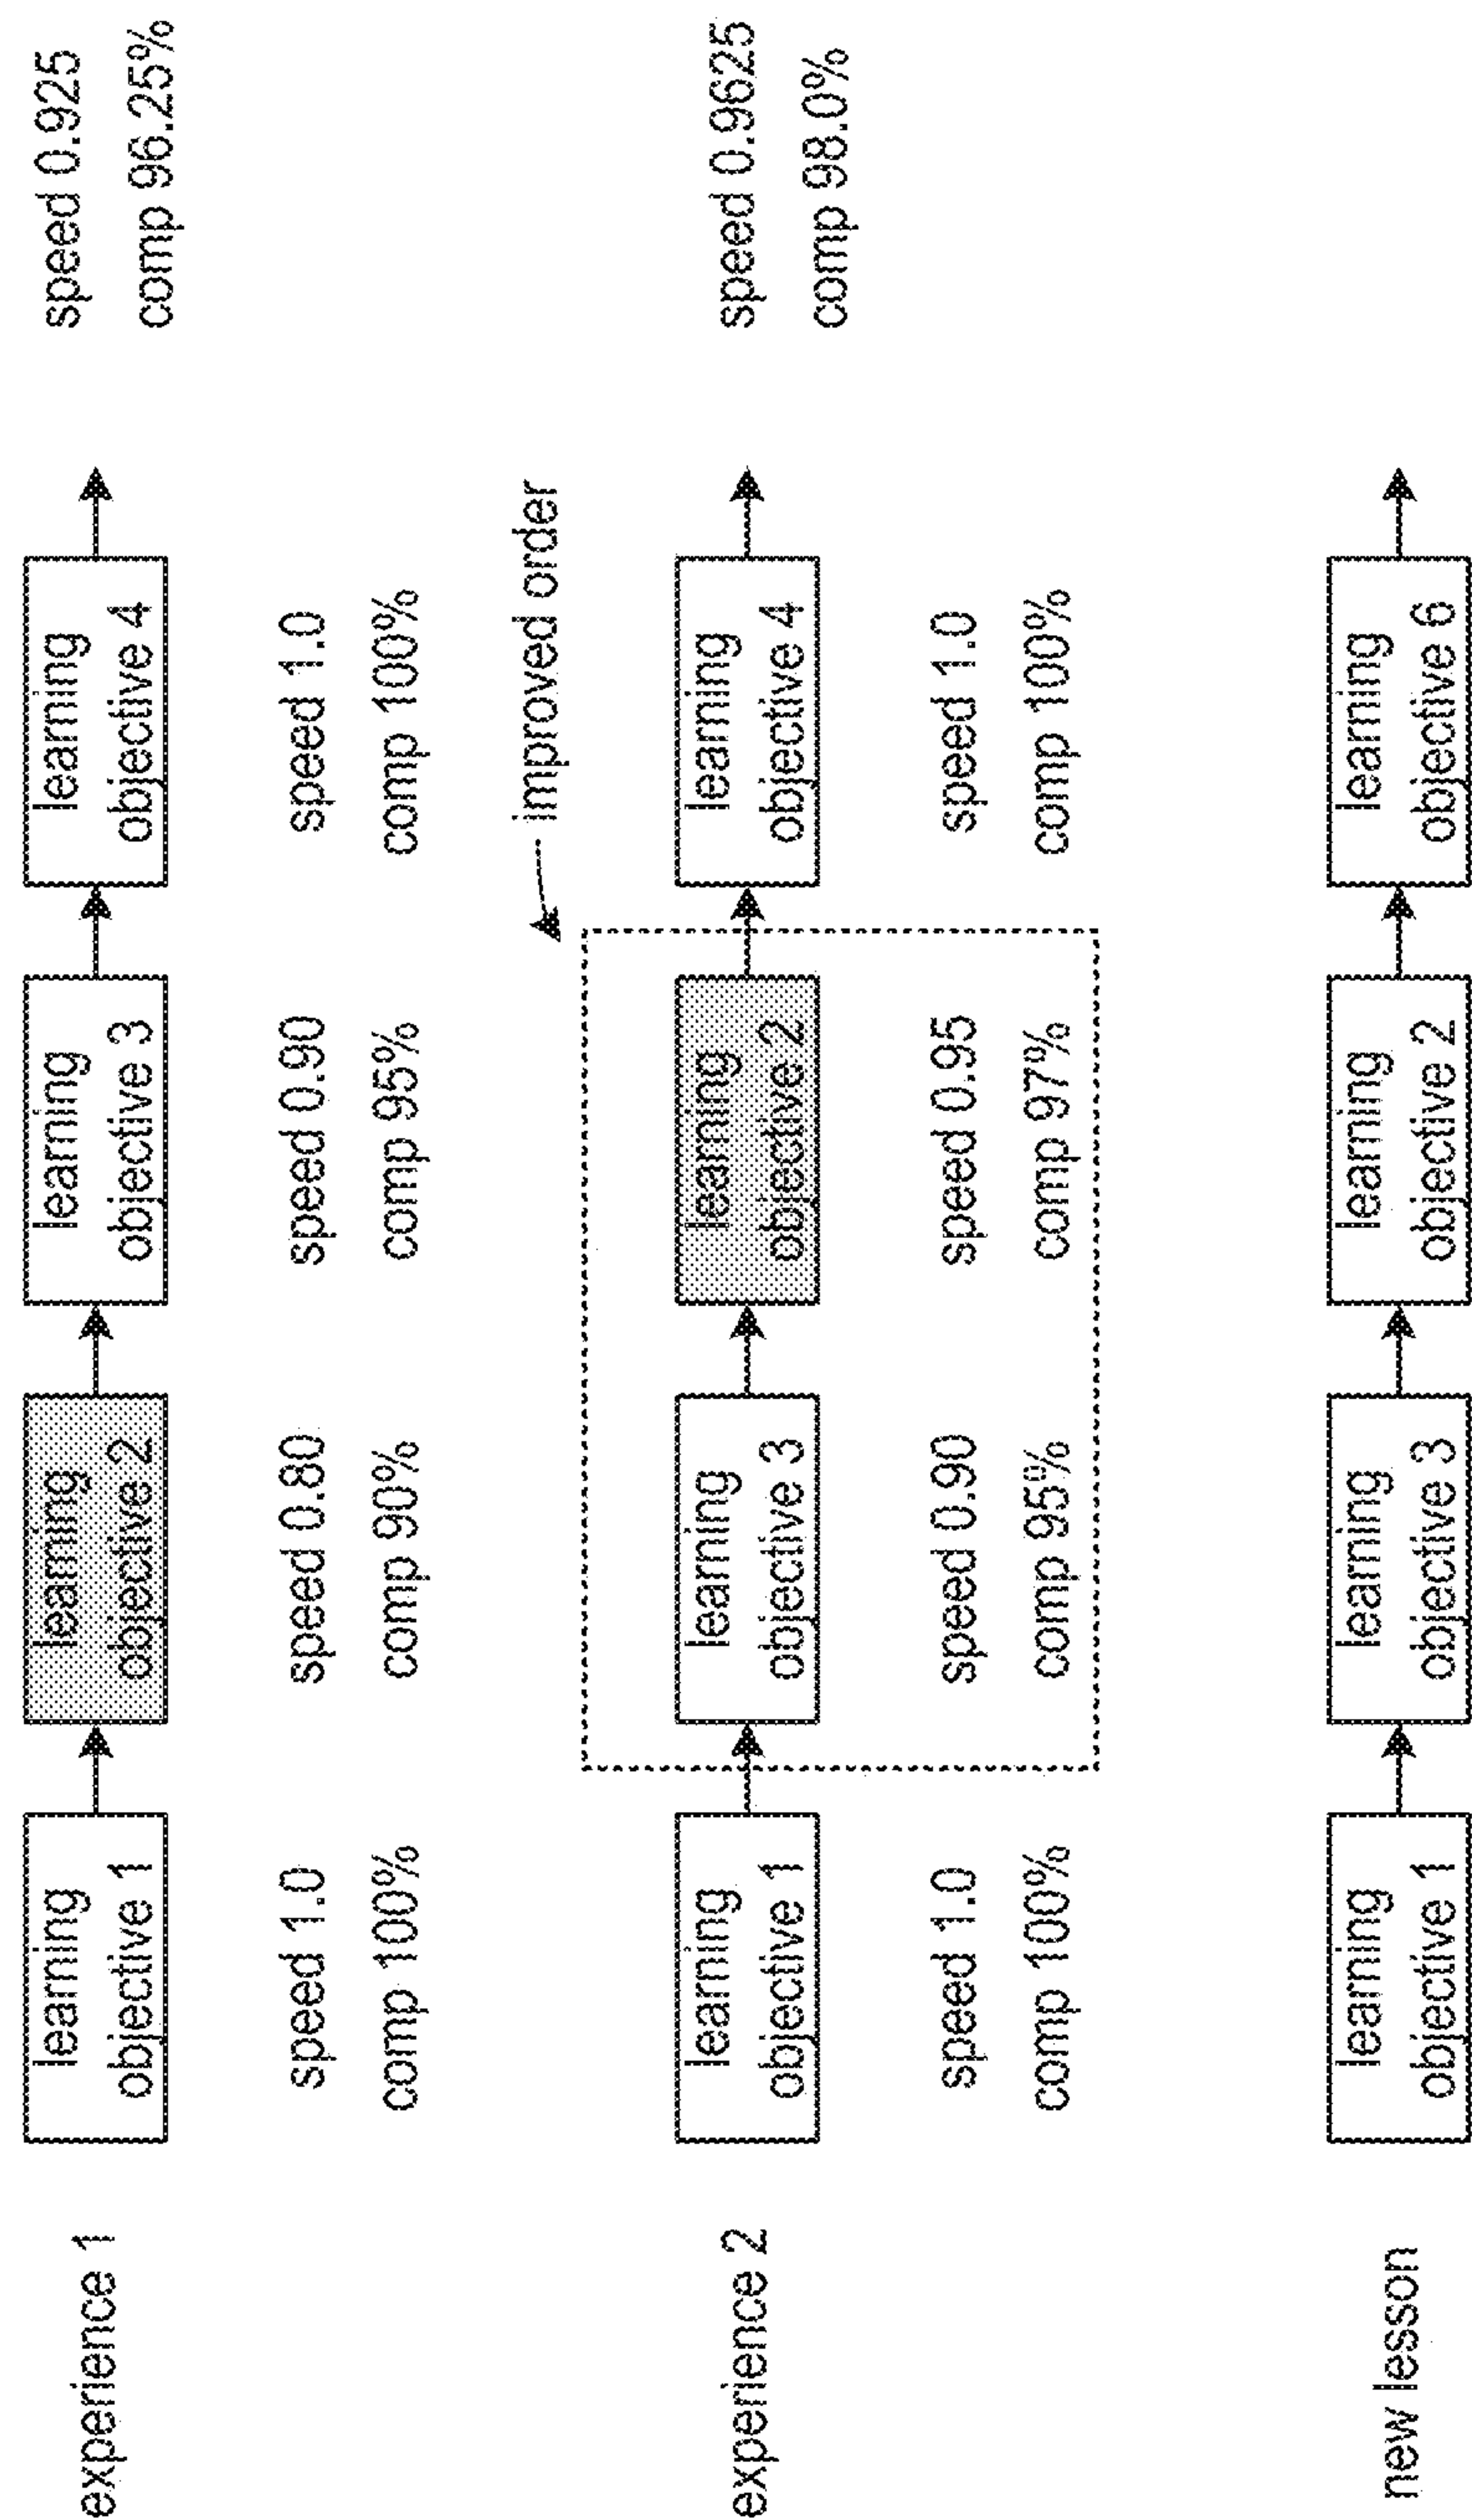 experience 1
learning
objective 1
learning
objective 2
learning
objective 3
learning
objective 4
speed 0.925
comp 96.25%
speed 1.0
comp 100%
speed 0.80
comp 90%
speed 0.90
comp 95%
speed 1.0
comp 100%
improved order
experience 2
learning
objective 1
learning
objective 3
learning
objective 2
learning
objective 4
speed 0.9625
comp 98.0%
speed 1.0
comp 100%
speed 0.90
comp 95%
speed 0.95
comp 97%
speed 1.0
comp 100%
new lesson
learning
objective 1
learning
objective 3
learning
objective 2
learning
objective 6